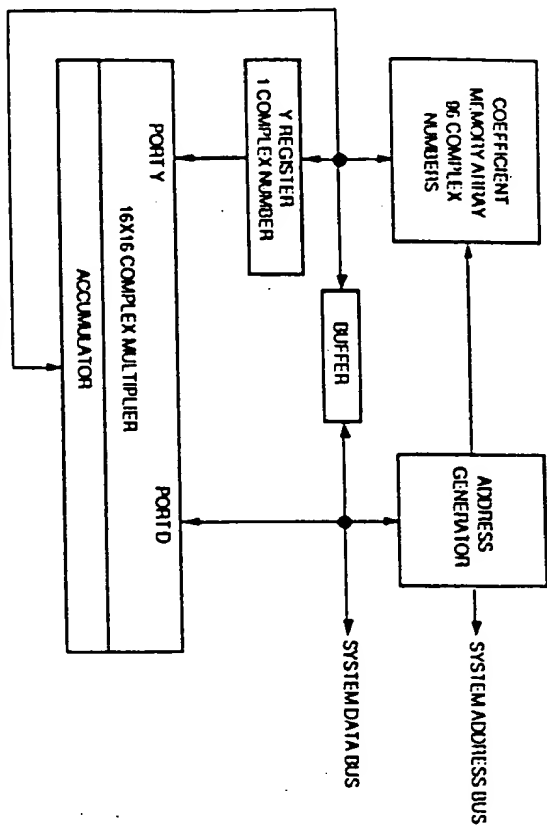 COEFFICIENT
MEMORY ARRAY
96 COMPLEX
NUMBERS
ADDRESS
GENERATOR
SYSTEM ADDRESS BUS
Y REGISTER
1 COMPLEX NUMBER
BUFFER
SYSTEM DATA BUS
PORT Y
PORT D
16X16 COMPLEX MULTIPLIER
ACCUMULATOR